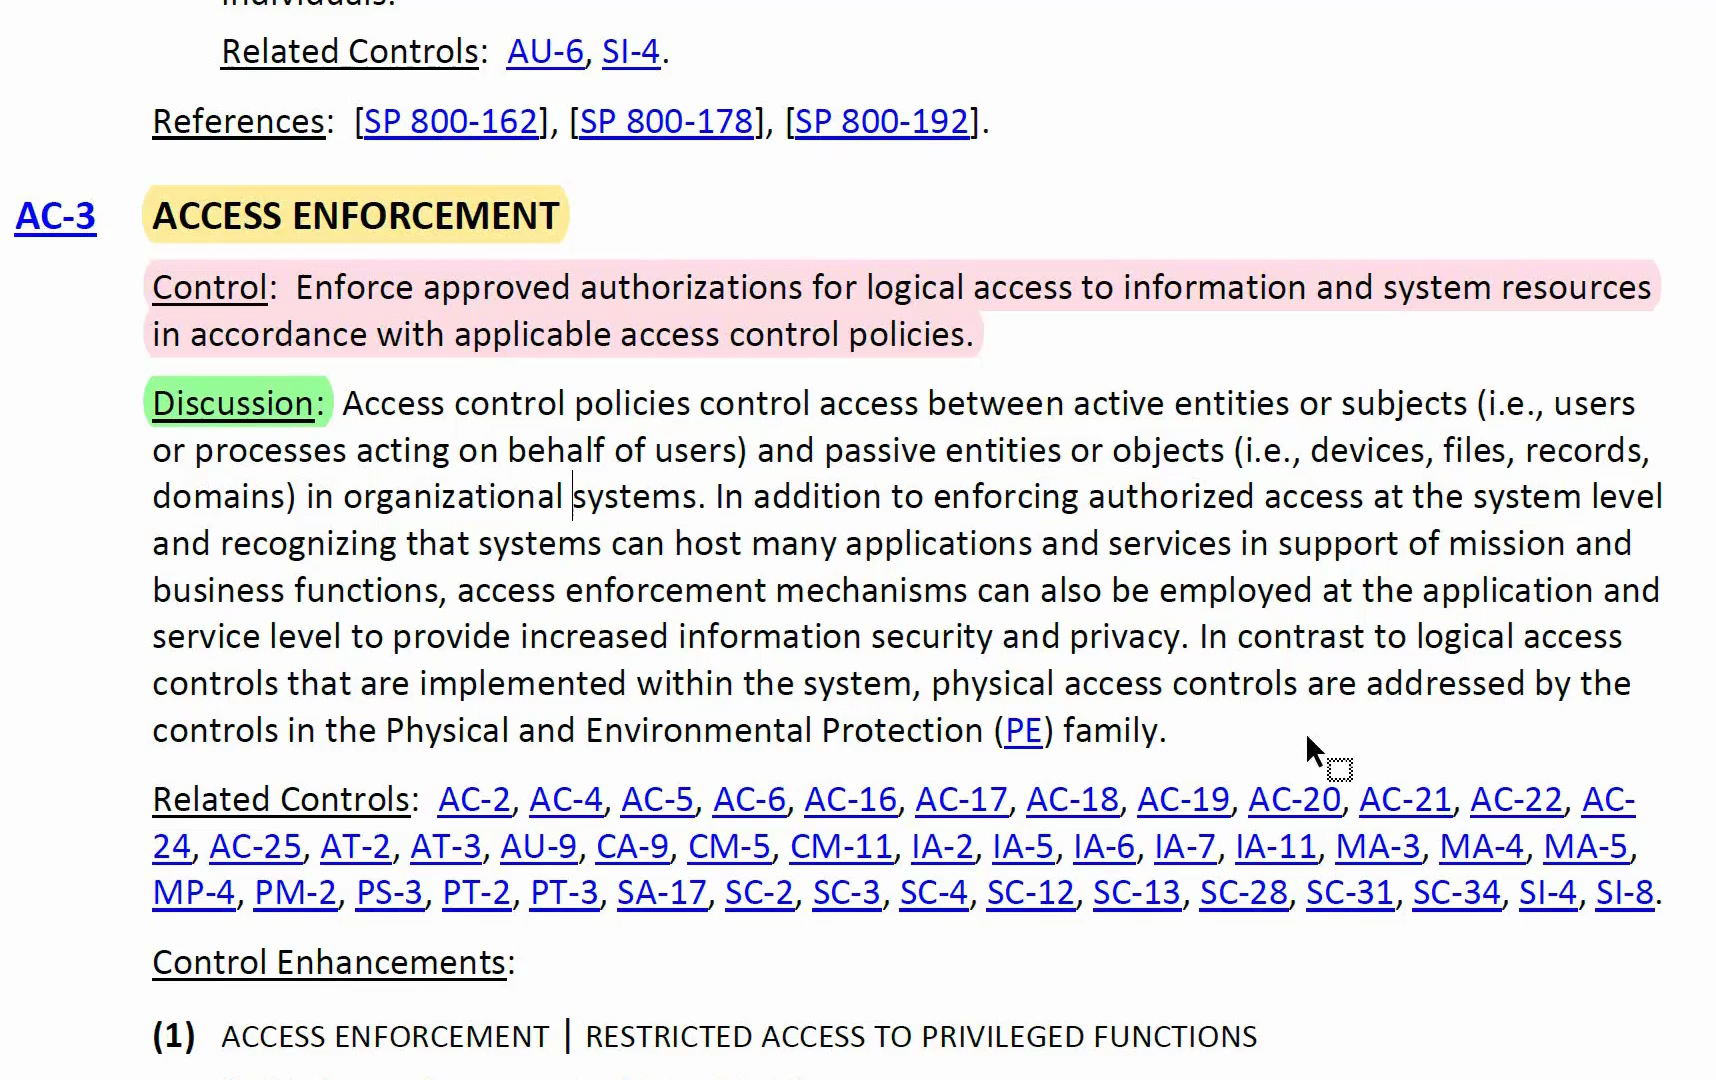 individuals.
Related Controls: AU-6, SI-4.
References: [SP 800-162], [SP 800-178], [SP 800-192].
AC-3 ACCESS ENFORCEMENT
Control: Enforce approved authorizations for logical access to information and system resources
in accordance with applicable access control policies.
Discussion: Access control policies control access between active entities or subjects (i.e., users
or processes acting on behalf of users) and passive entities or objects (i.e., devices, files, records,
domains) in organizational systems. In addition to enforcing authorized access at the system level
and recognizing that systems can host many applications and services in support of mission and
business functions, access enforcement mechanisms can also be employed at the application and
service level to provide increased information security and privacy. In contrast to logical access
controls that are implemented within the system, physical access controls are addressed by the
controls in the Physical and Environmental Protection (PE) family.
Related Controls: AC-2, AC-4, AC-5, AC-6, AC-16, AC-17, AC-18, AC-19, AC-20, AC-21, AC-22, AC-
24, AC-25, AT-2, AT-3, AU-9, CA-9, CM-5, CM-11, IA-2, IA-5, IA-6, IA-7, IA-11, MA-3, MA-4, MA-5,
MP-4, PM-2, PS-3, PT-2, PT-3, SA-17, SC-2, SC-3, SC-4, SC-12, SC-13, SC-28, SC-31, SC-34, SI-4, SI-8.
Control Enhancements:
(1) ACCESS ENFORCEMENT | RESTRICTED ACCESS TO PRIVILEGED FUNCTIONS